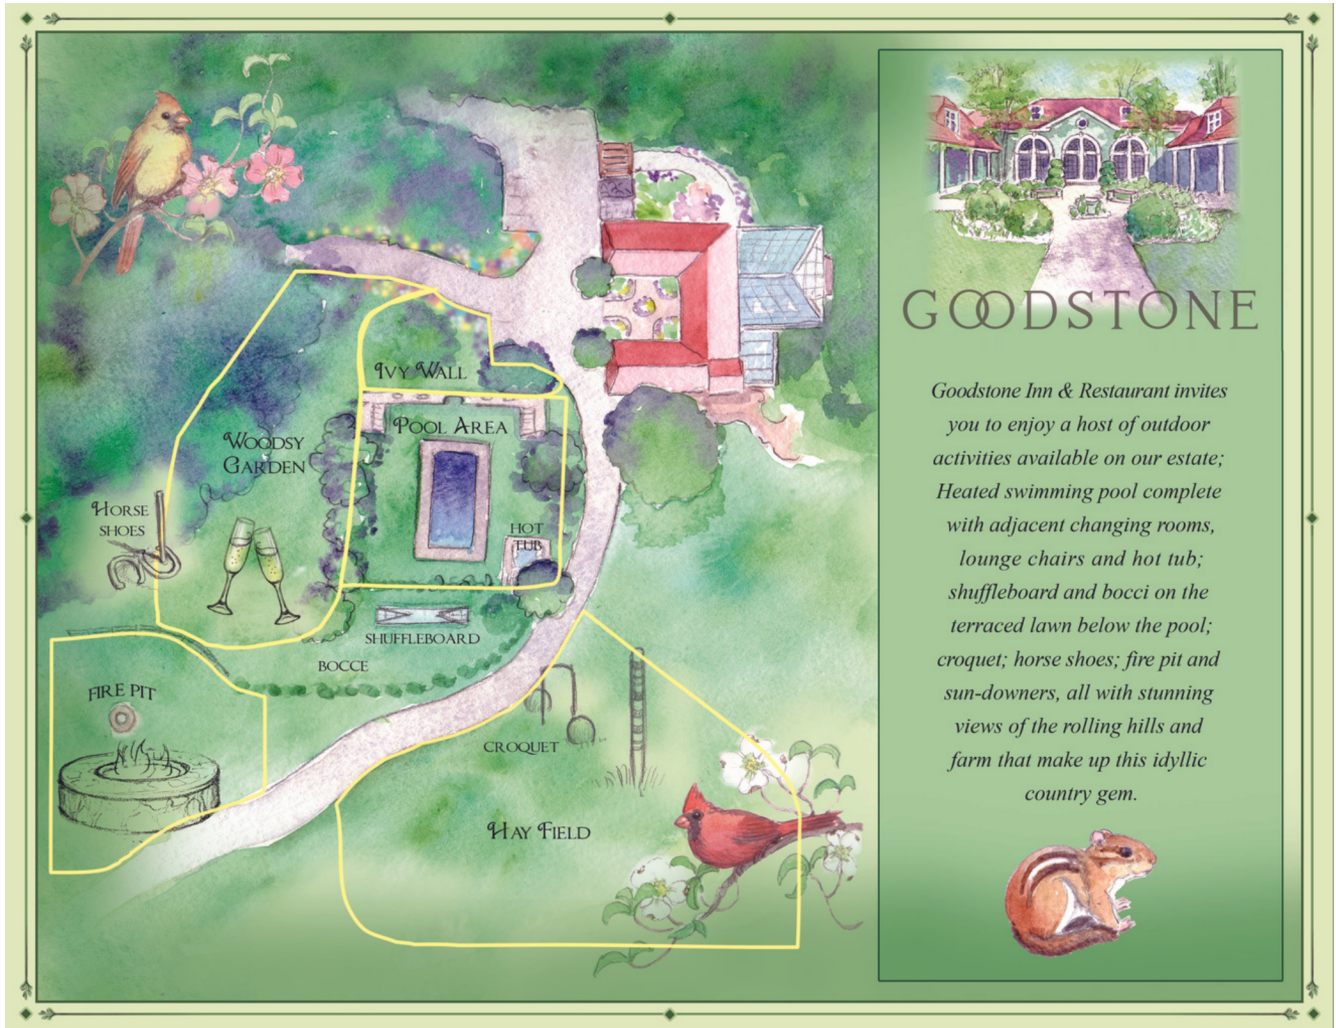 IVY WALL
POOL AREA
WOODSY
GARDEN
HORSE
SHOES
HOT
TUB
SHUFFLEBOARD
BOCCE
FIRE PIT
CROQUET
HAY FIELD
GOODSTONE
Goodstone Inn & Restaurant invites
you to enjoy a host of outdoor
activities available on our estate;
Heated swimming pool complete
with adjacent changing rooms,
lounge chairs and hot tub;
shuffleboard and bocci on the
terraced lawn below the pool;
croquet; horse shoes; fire pit and
sun-downers, all with stunning
views of the rolling hills and
farm that make up this idyllic
country gem.